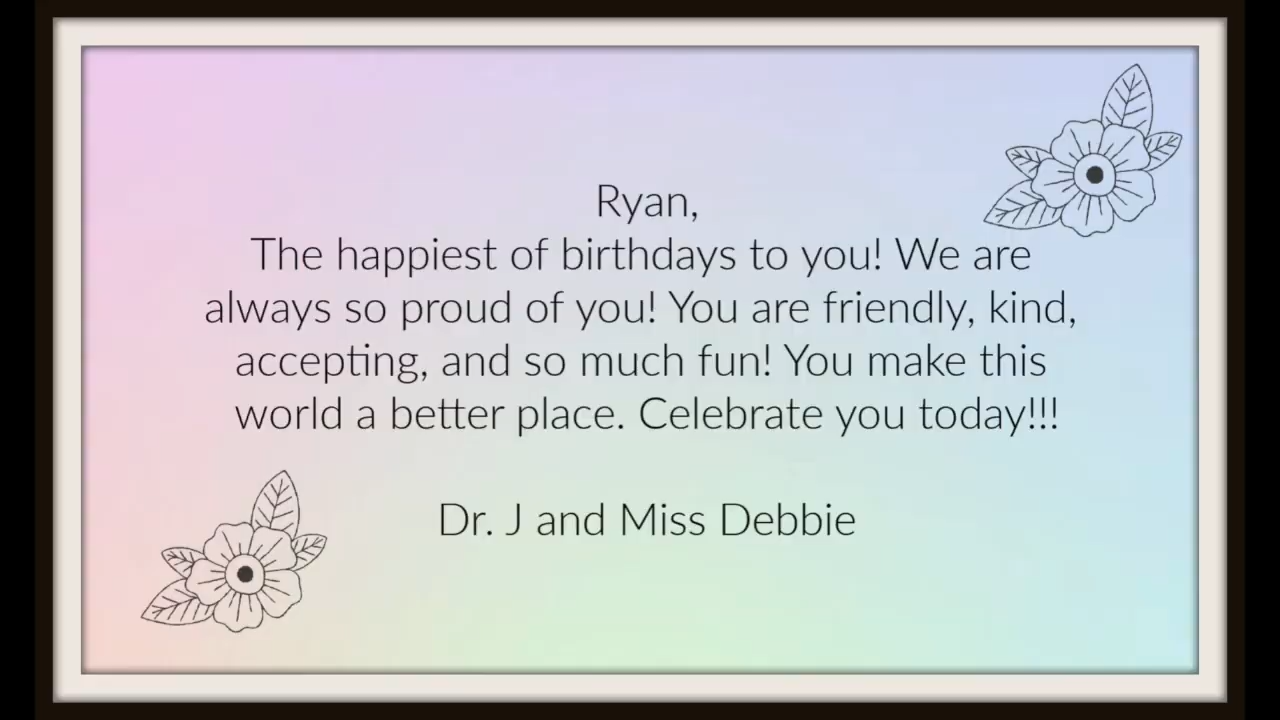 Ryan,
The happiest of birthdays to you! We are
always so proud of you! You are friendly, kind,
accepting, and so much fun! You make this
world a better place. Celebrate you today!!!
Dr. J and Miss Debbie